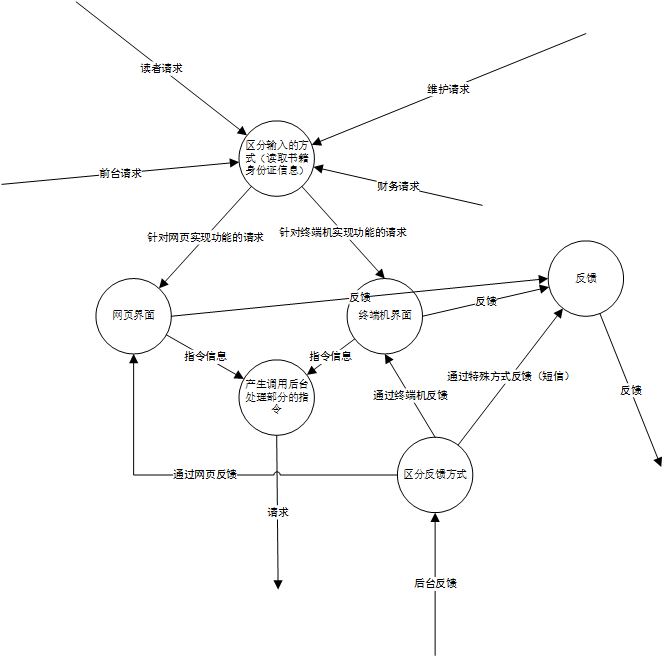 读者请求
维护请求
区分输入的方
式（读取书籍
身份证信息）
前台请求
财务请求
针对网页实现功能的请求
针对终端机实现功能的请求
反馈
反馈
反馈
网页界面
终端机界面
指令信息
指令信息
产生调用后台
处理部分的指
令
通过特殊方式反馈（短信）
反馈
通过终端机反馈
通过网页反馈
区分反馈方式
请求
后台反馈